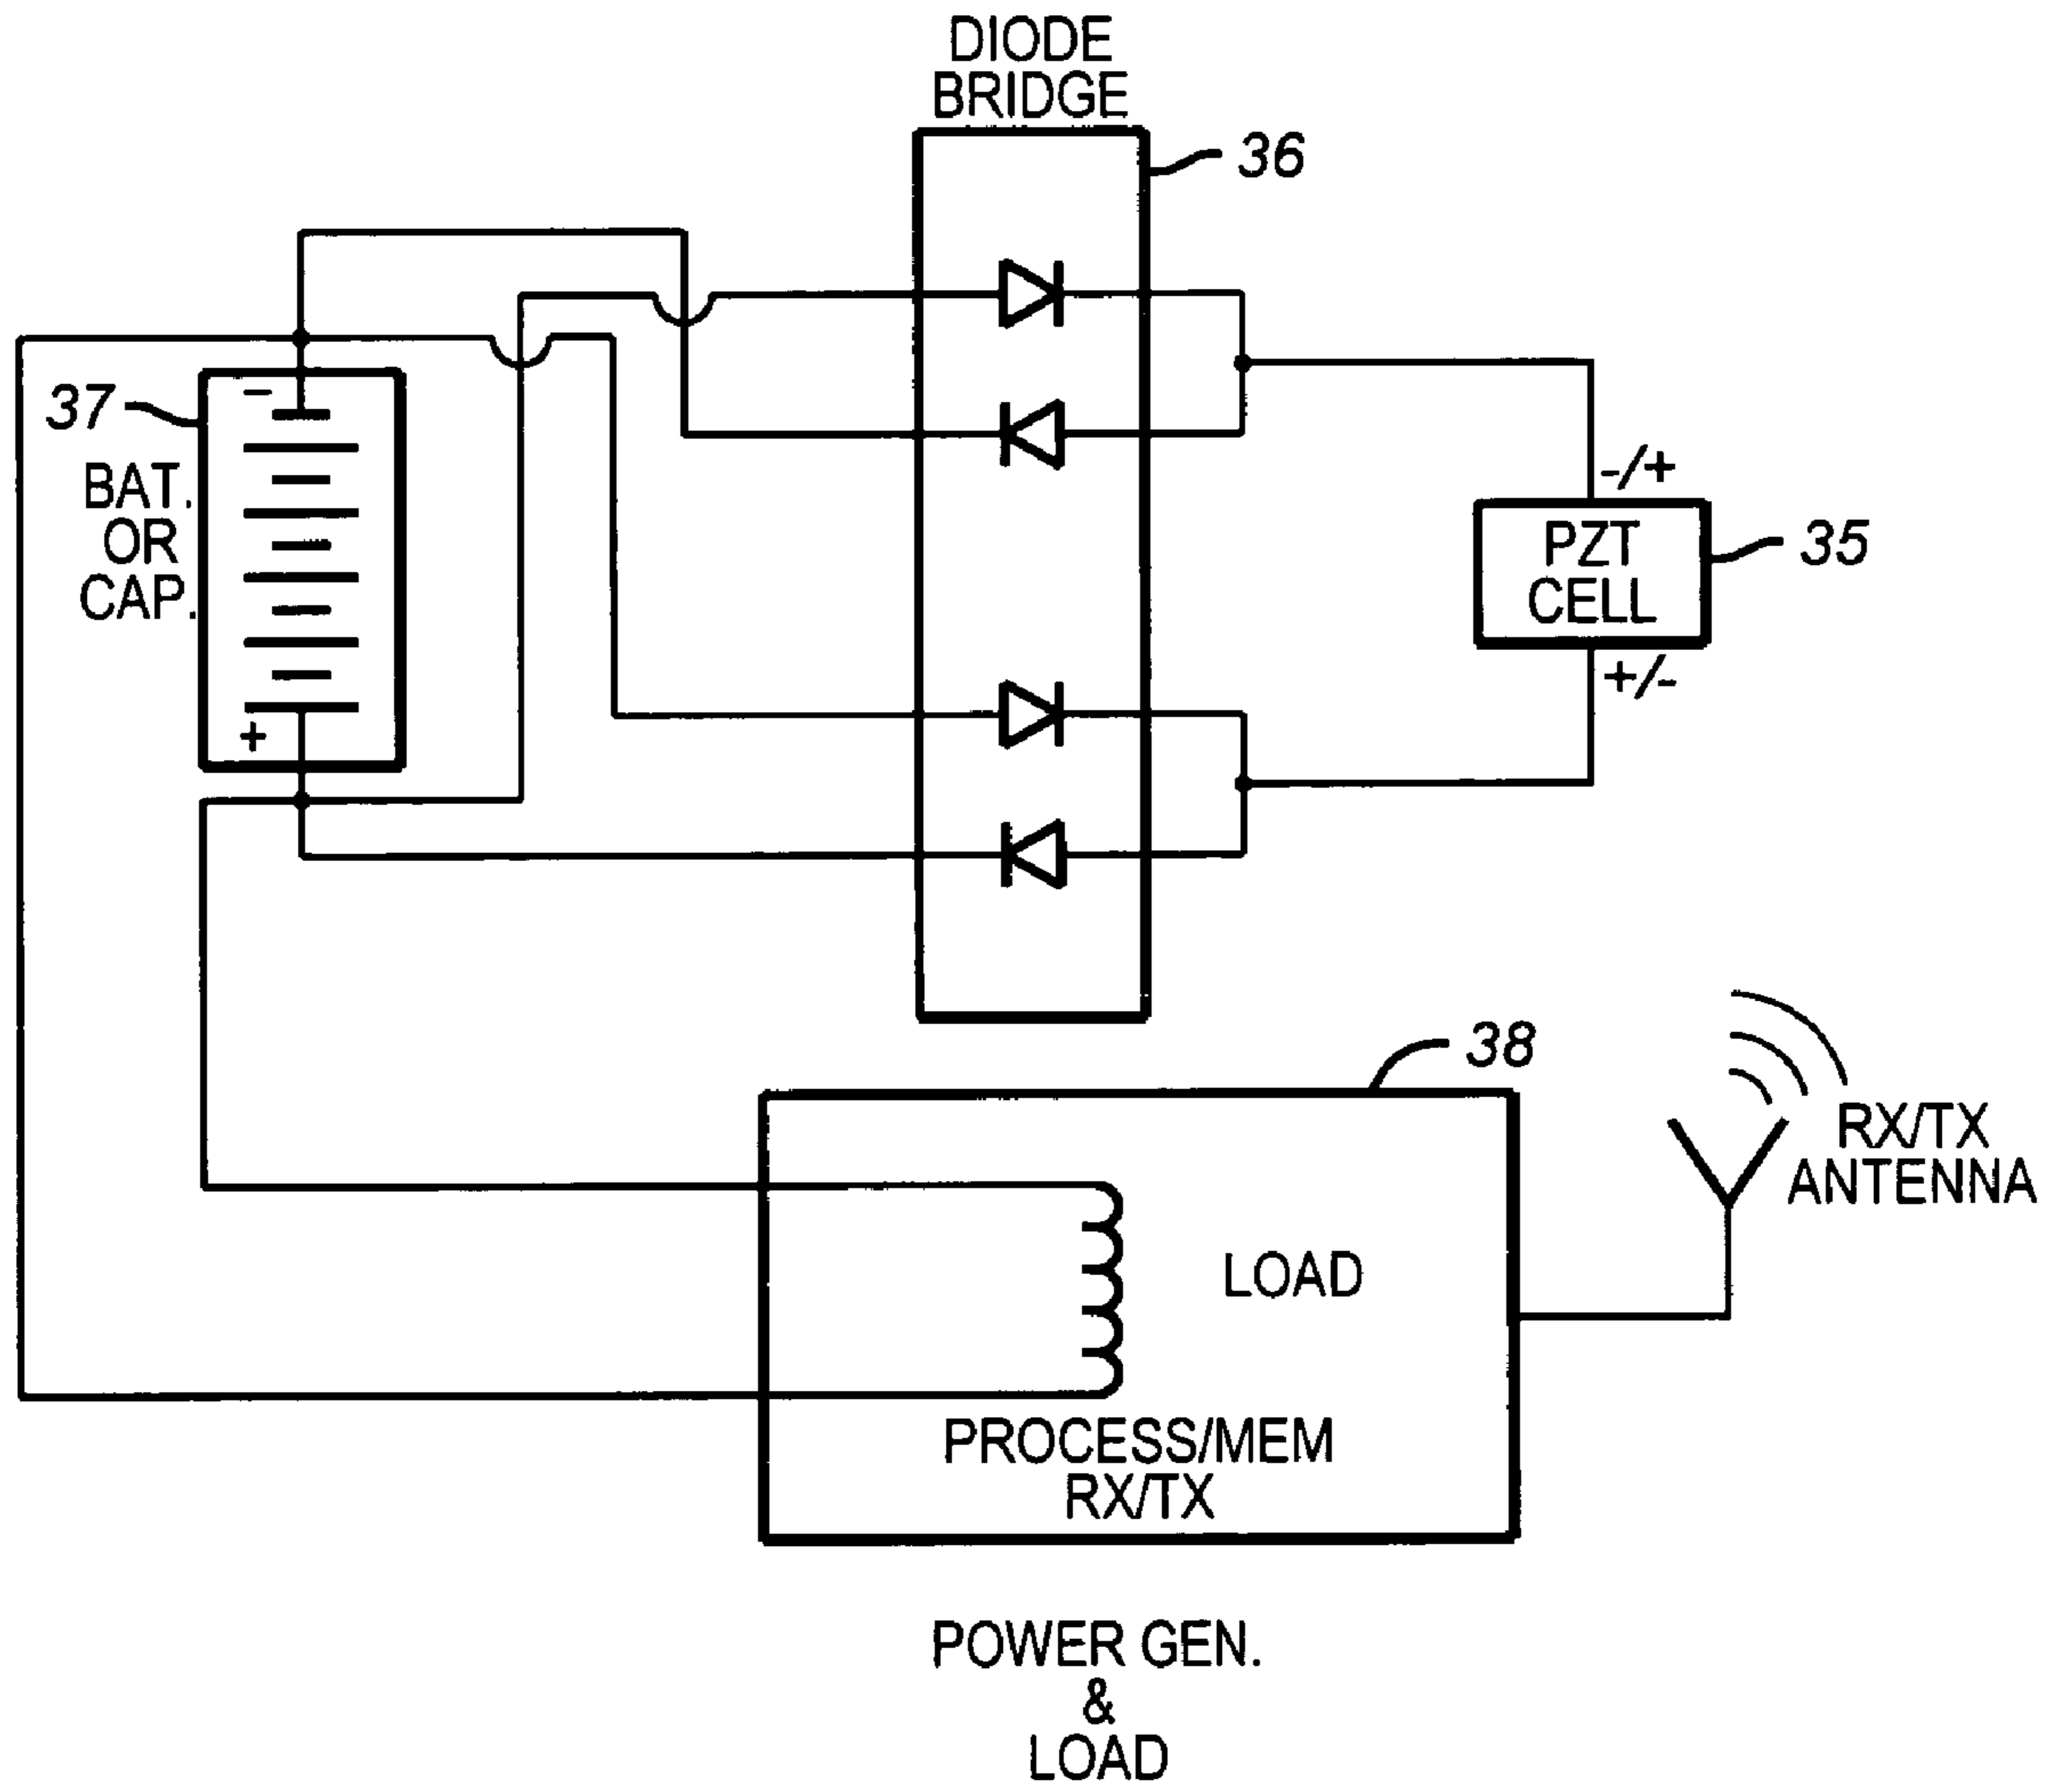 DIODE
BRIDGE
36
37
−
BAT.
OR
CAP.
+
-/+
PZT
CELL
35
+/-
38
RX/TX
ANTENNA
LOAD
PROCESS/MEM
RX/TX
POWER GEN.
&
LOAD